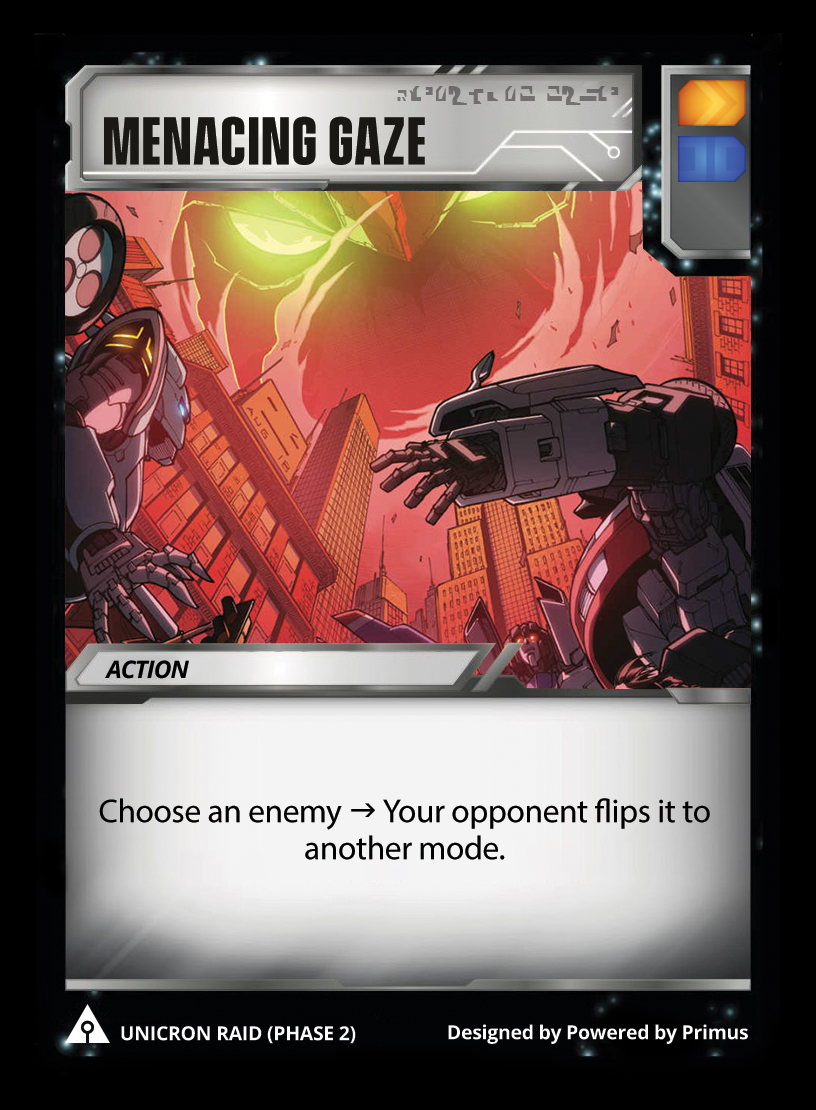 MENACING GAZE
ACTION
Choose an enemy → Your opponent flips it to
another mode.
UNICRON RAID (PHASE 2)
Designed by Powered by Primus